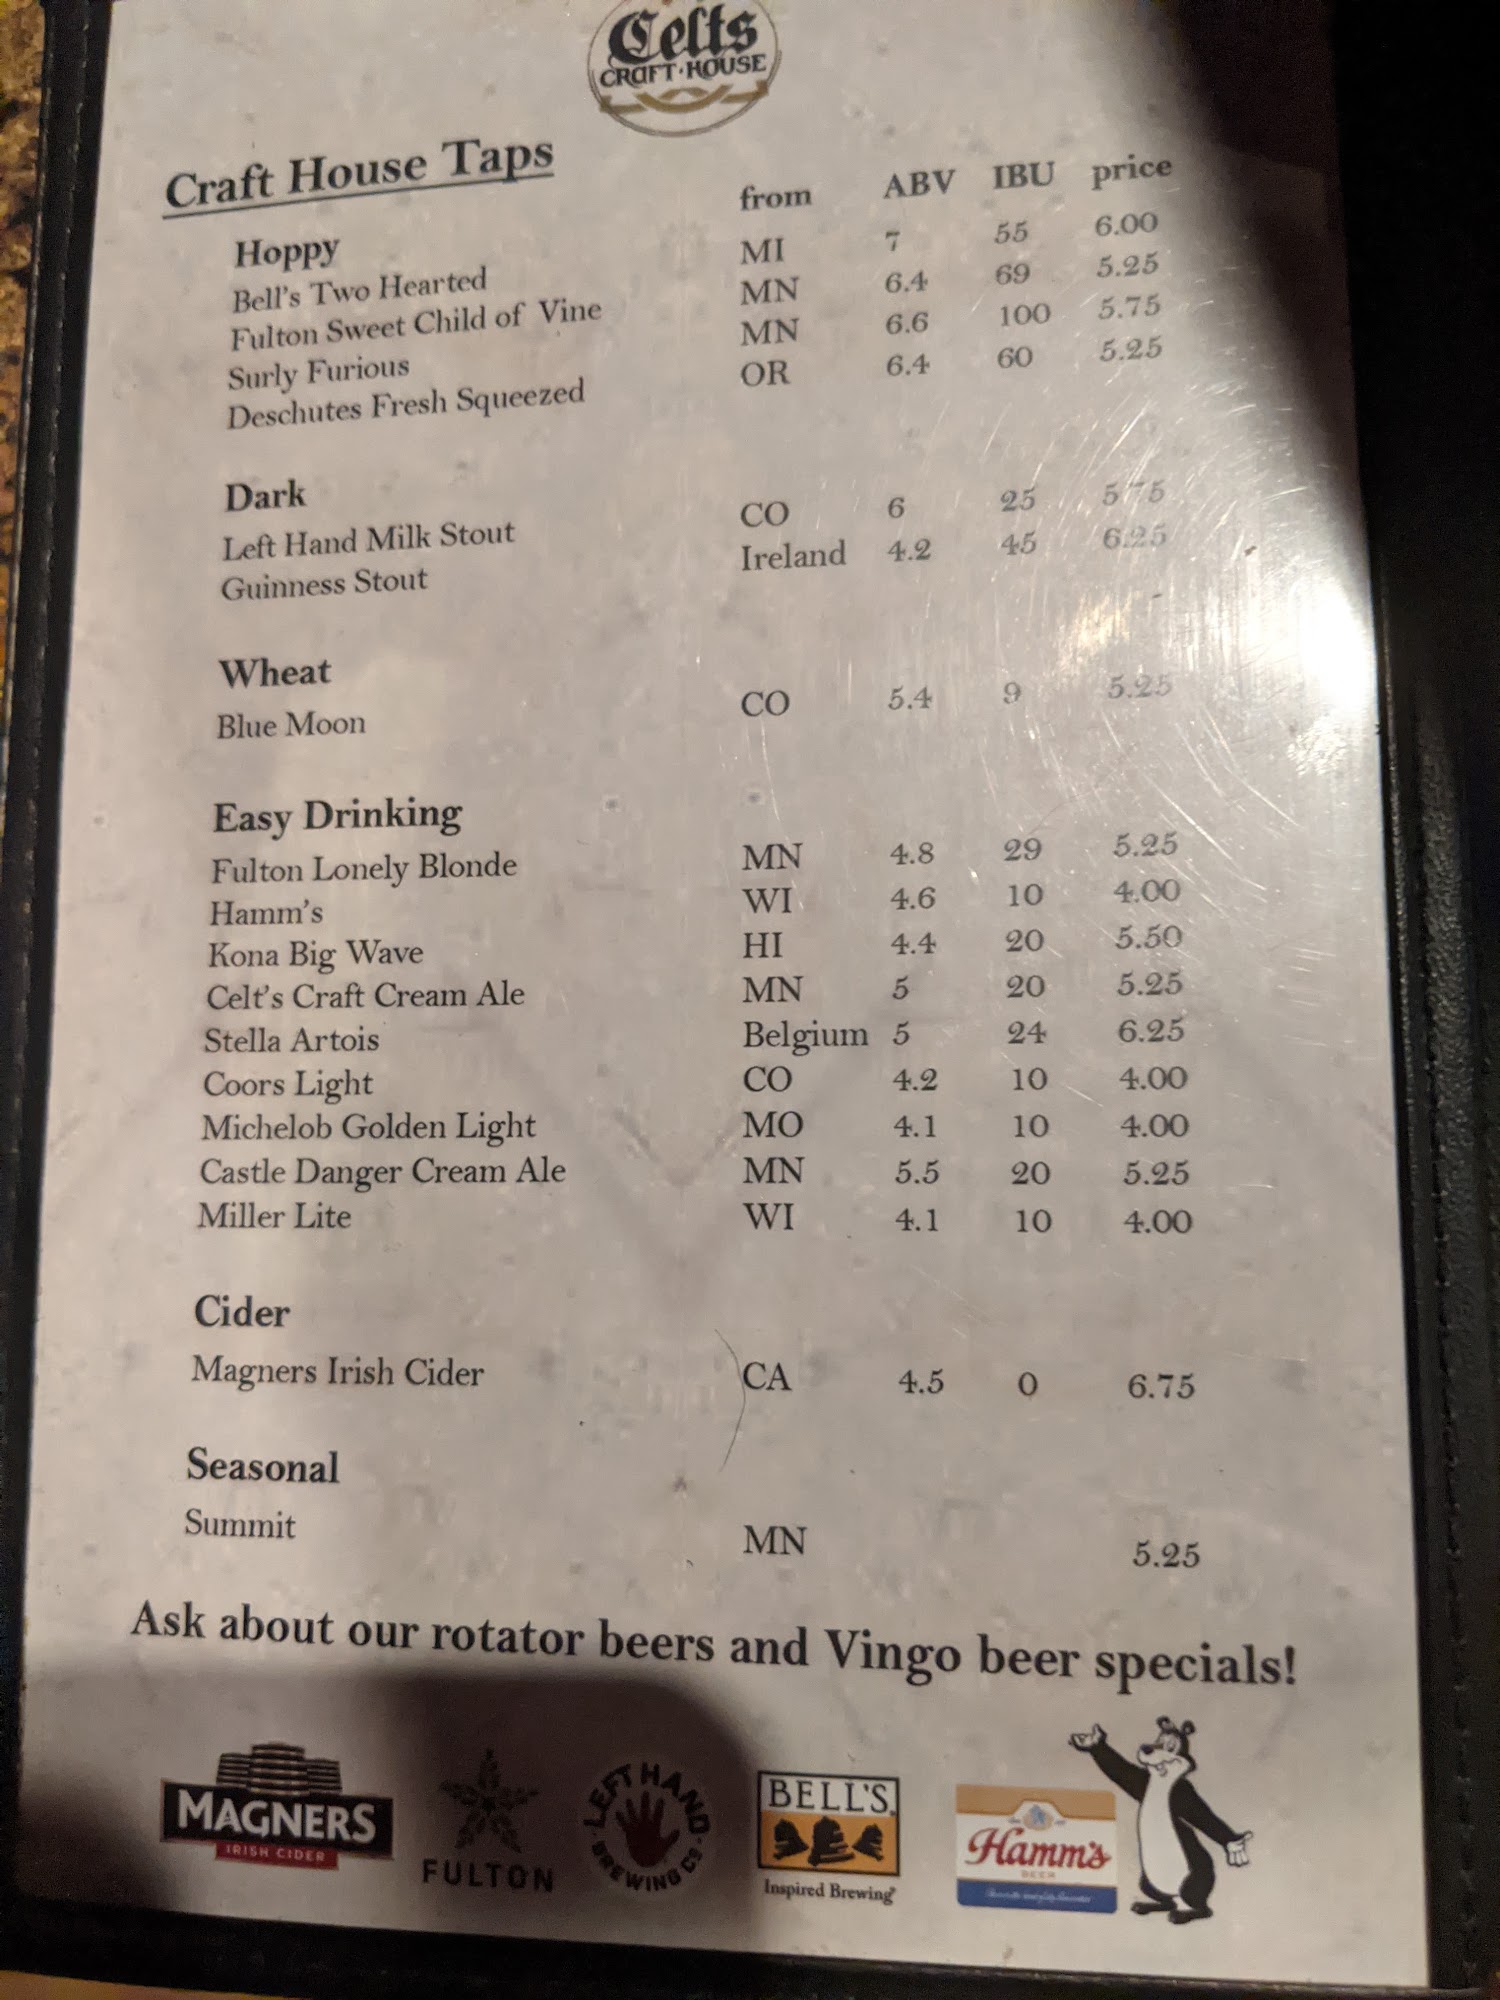 Celts
CRAFT·HOUSE
Craft House Taps from ABV IBU price
Hoppy
Bell's Two Hearted MI 7 55 6.00
Fulton Sweet Child of Vine MN 6.4 69 5.25
Surly Furious MN 6.6 100 5.75
Deschutes Fresh Squeezed OR 6.4 60 5.25
Dark
Left Hand Milk Stout CO 6 25 5.75
Guinness Stout Ireland 4.2 45 6.25
Wheat
Blue Moon CO 5.4 9 5.25
Easy Drinking
Fulton Lonely Blonde MN 4.8 29 5.25
Hamm's WI 4.6 10 4.00
Kona Big Wave HI 4.4 20 5.50
Celt's Craft Cream Ale MN 5 20 5.25
Stella Artois Belgium 5 24 6.25
Coors Light CO 4.2 10 4.00
Michelob Golden Light MO 4.1 10 4.00
Castle Danger Cream Ale MN 5.5 20 5.25
Miller Lite WI 4.1 10 4.00
Cider
Magners Irish Cider CA 4.5 0 6.75
Seasonal
Summit MN 5.25
Ask about our rotator beers and Vingo beer specials!
MAGNERS
IRISH CIDER
FULTON
LEFT HAND
BREWING CO
BELL'S
Inspired Brewing
Hamm's
BEER